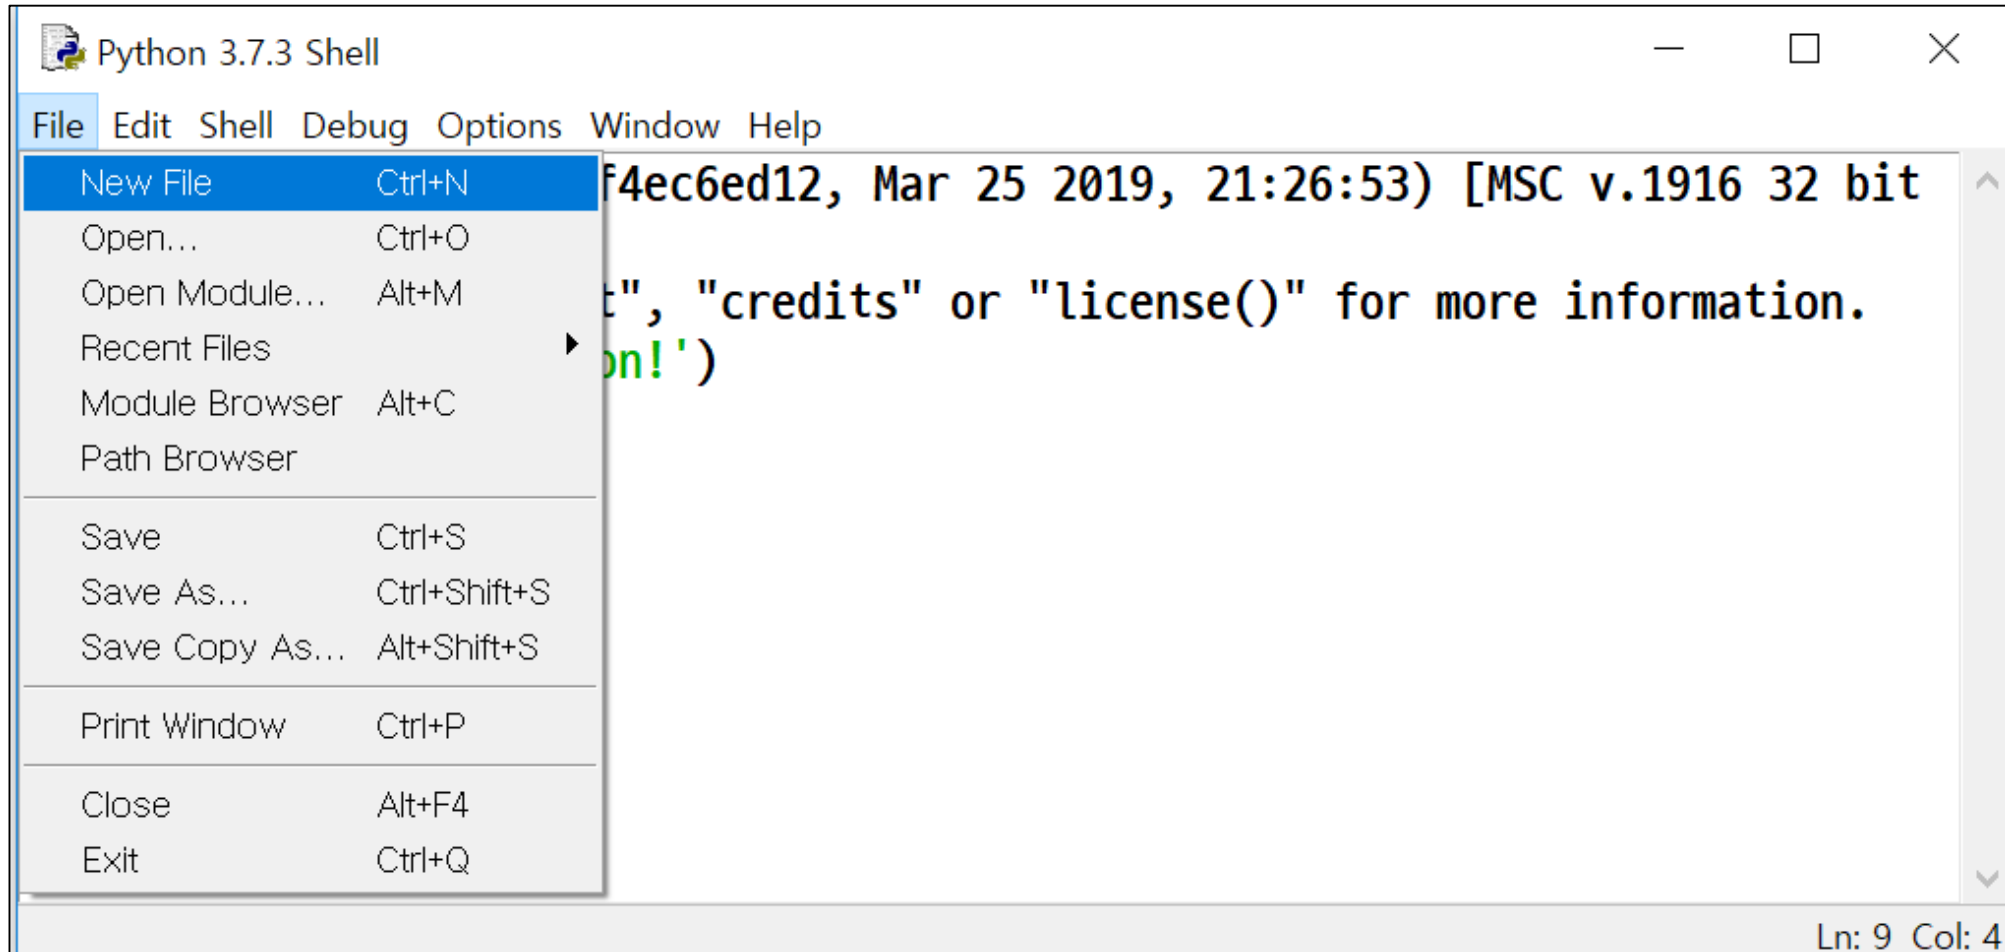 Python 3.7.3 Shell
File Edit Shell Debug Options Window Help
New File Ctrl+N
Open... Ctrl+O
Open Module... Alt+M
Recent Files
Module Browser Alt+C
Path Browser
Save Ctrl+S
Save As... Ctrl+Shift+S
Save Copy As... Alt+Shift+S
Print Window Ctrl+P
Close Alt+F4
Exit Ctrl+Q
f4ec6ed12, Mar 25 2019, 21:26:53) [MSC v.1916 32 bit
t", "credits" or "license()" for more information.
on!')
Ln: 9 Col: 4